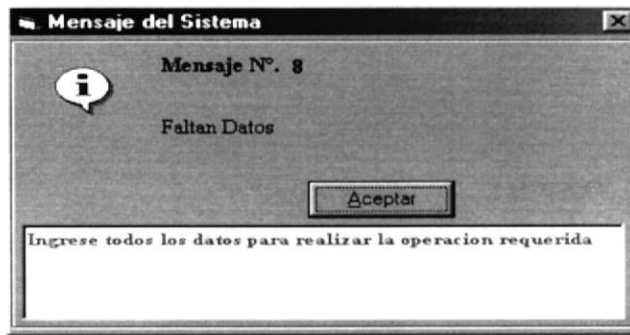 Mensaje del Sistema
Mensaje N°. 8
Faltan Datos
Aceptar
Ingrese todos los datos para realizar la operacion requerida